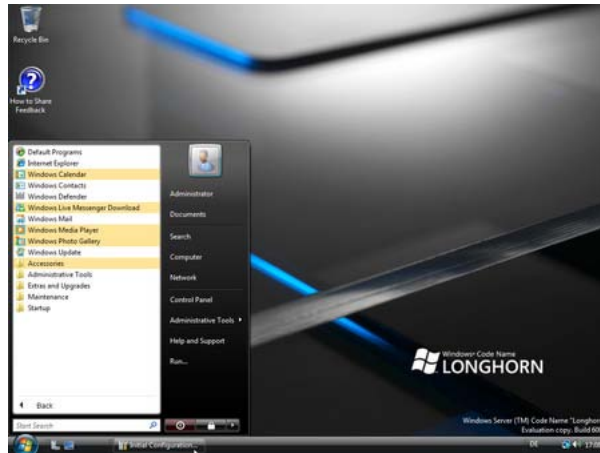 Recycle Bin
How to Share
Feedback
Default Programs
Internet Explorer
Windows Calendar
Windows Contacts
Windows Defender
Windows Live Messenger Download
Windows Mail
Windows Media Player
Windows Photo Gallery
Windows Update
Accessories
Administrative Tools
Extras and Upgrades
Maintenance
Startup
Back
Start Search
Administrator
Documents
Search
Computer
Network
Control Panel
Administrative Tools
Help and Support
Run...
Windows Code Name
LONGHORN
Windows Server (TM) Code Name "Longhorn
Evaluation copy. Build 600
Initial Configuration...
DE